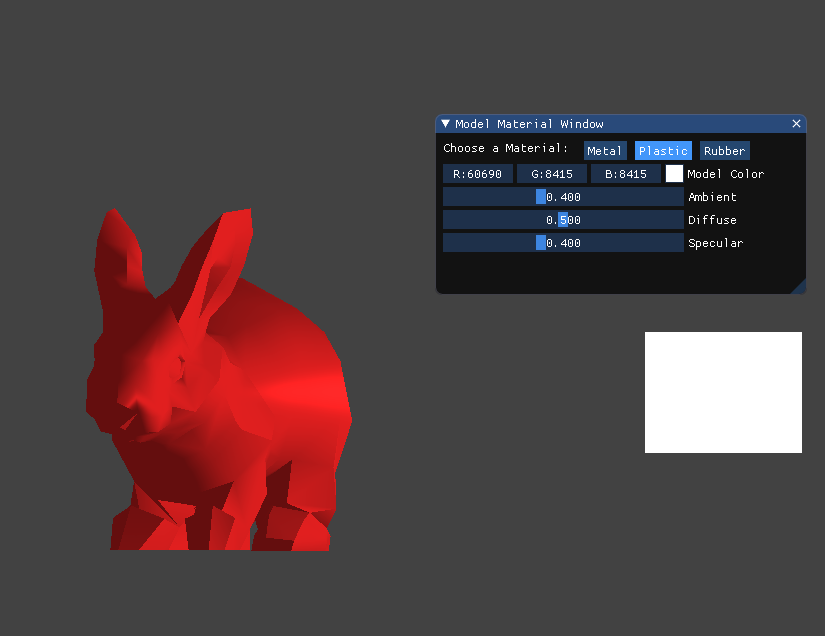 Model Material Window
Choose a Material: Metal Plastic Rubber
R:60690 G:8415 B:8415 Model Color
0.400 Ambient
0.500 Diffuse
0.400 Specular